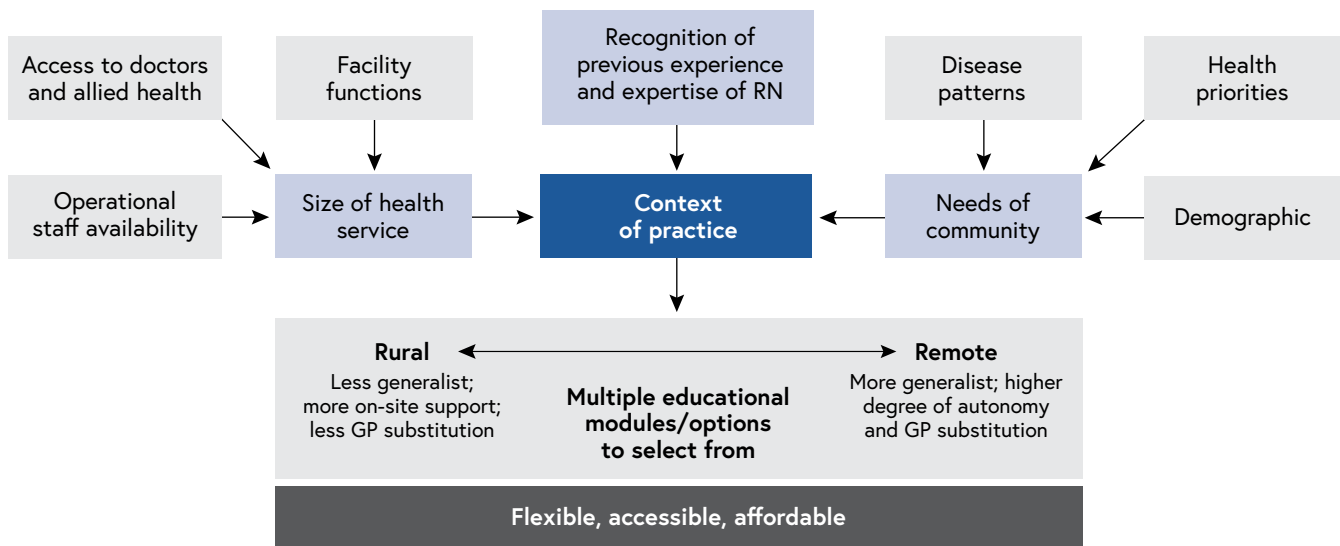 Access to doctors
and allied health
Facility
functions
Recognition of
previous experience
and expertise of RN
Disease
patterns
Health
priorities
Operational
staff availability
Size of health
service
Context
of practice
Needs of
community
Demographic
Rural
Less generalist;
more on-site support;
less GP substitution
Multiple educational
modules/options
to select from
Remote
More generalist; higher
degree of autonomy
and GP substitution
Flexible, accessible, affordable